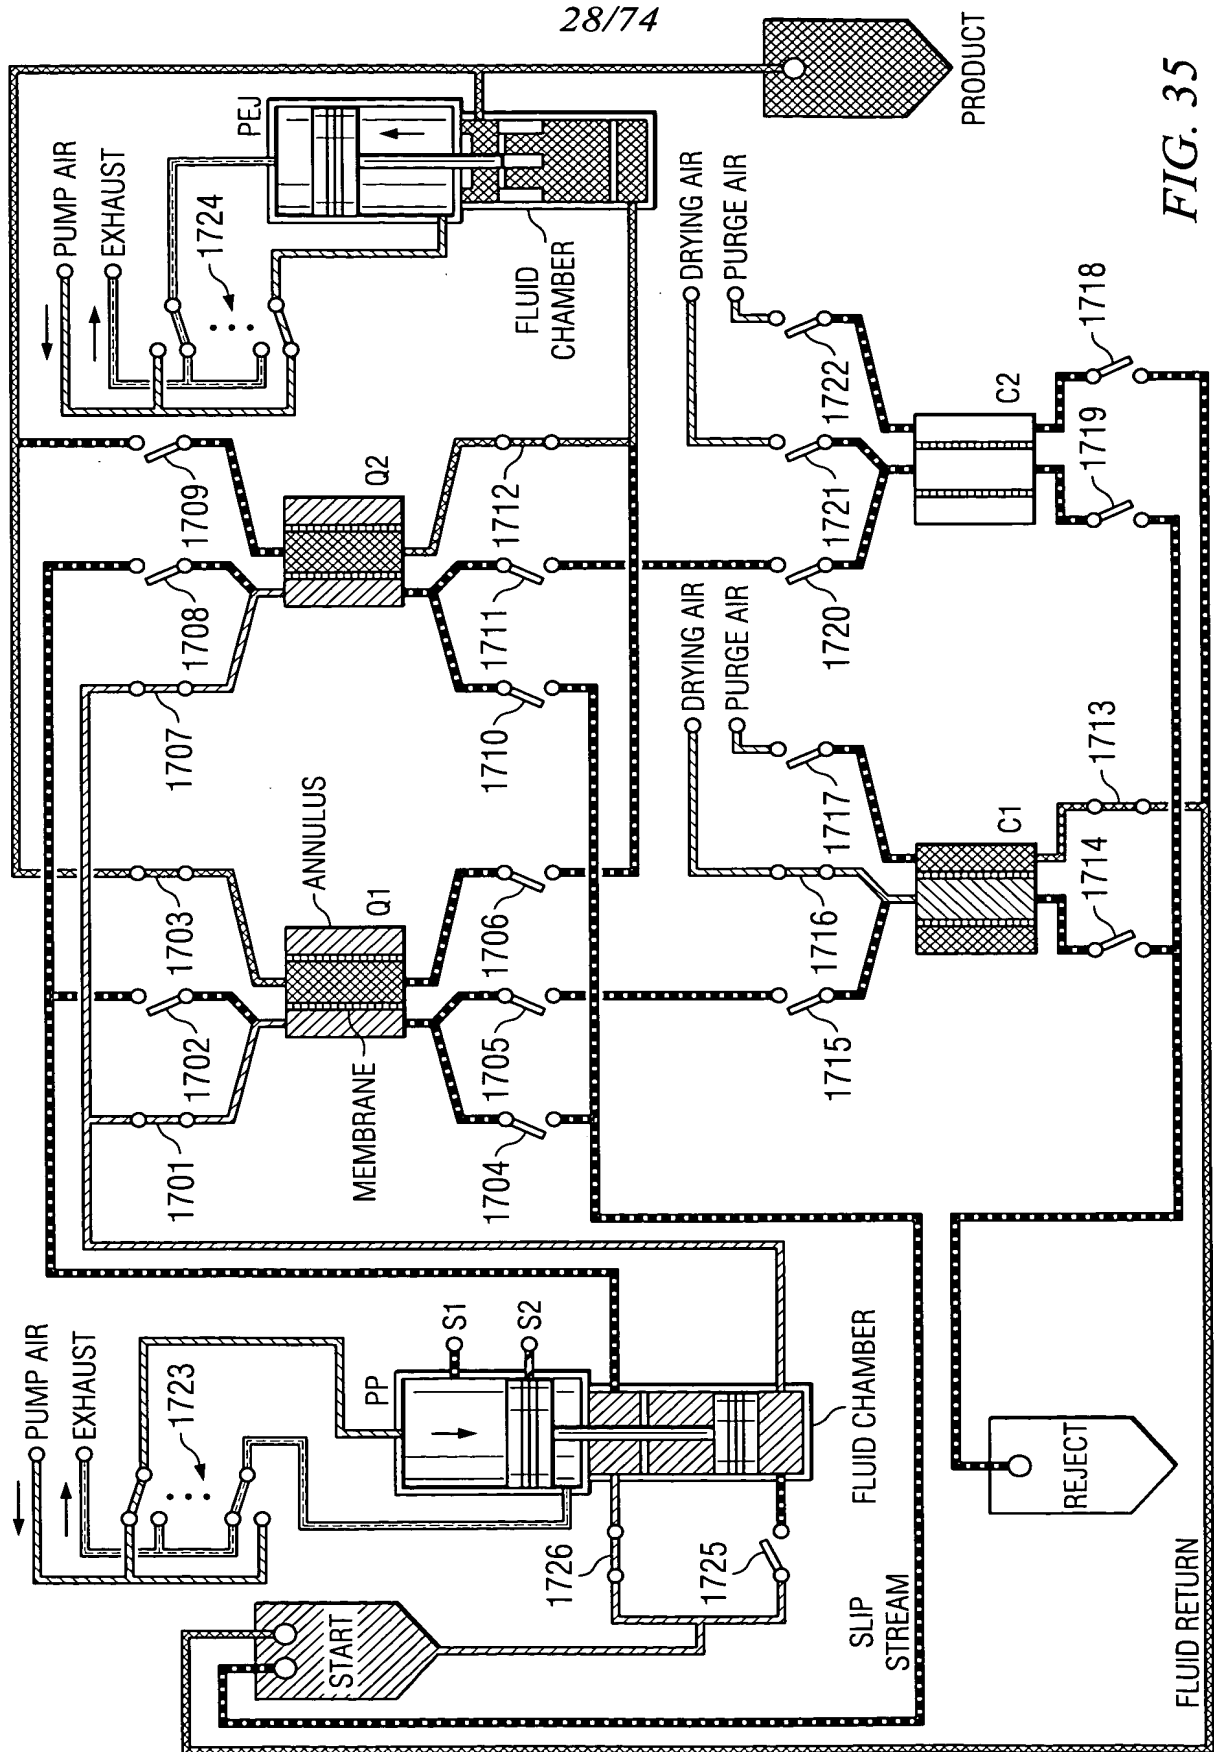 28/74
PUMP AIR
EXHAUST
1723
PP
S1
S2
START
1726
1725
FLUID CHAMBER
SLIP
STREAM
REJECT
FLUID RETURN
1701
1702
1703
MEMBRANE
ANNULUS
Q1
1704
1705
1706
1707
1708
1709
Q2
1710
1711
1712
PUMP AIR
EXHAUST
1724
PEJ
FLUID
CHAMBER
PRODUCT
DRYING AIR
PURGE AIR
1715
1716
1717
C1
1714
1713
DRYING AIR
PURGE AIR
1720
1721
1722
C2
1719
1718
FIG. 35